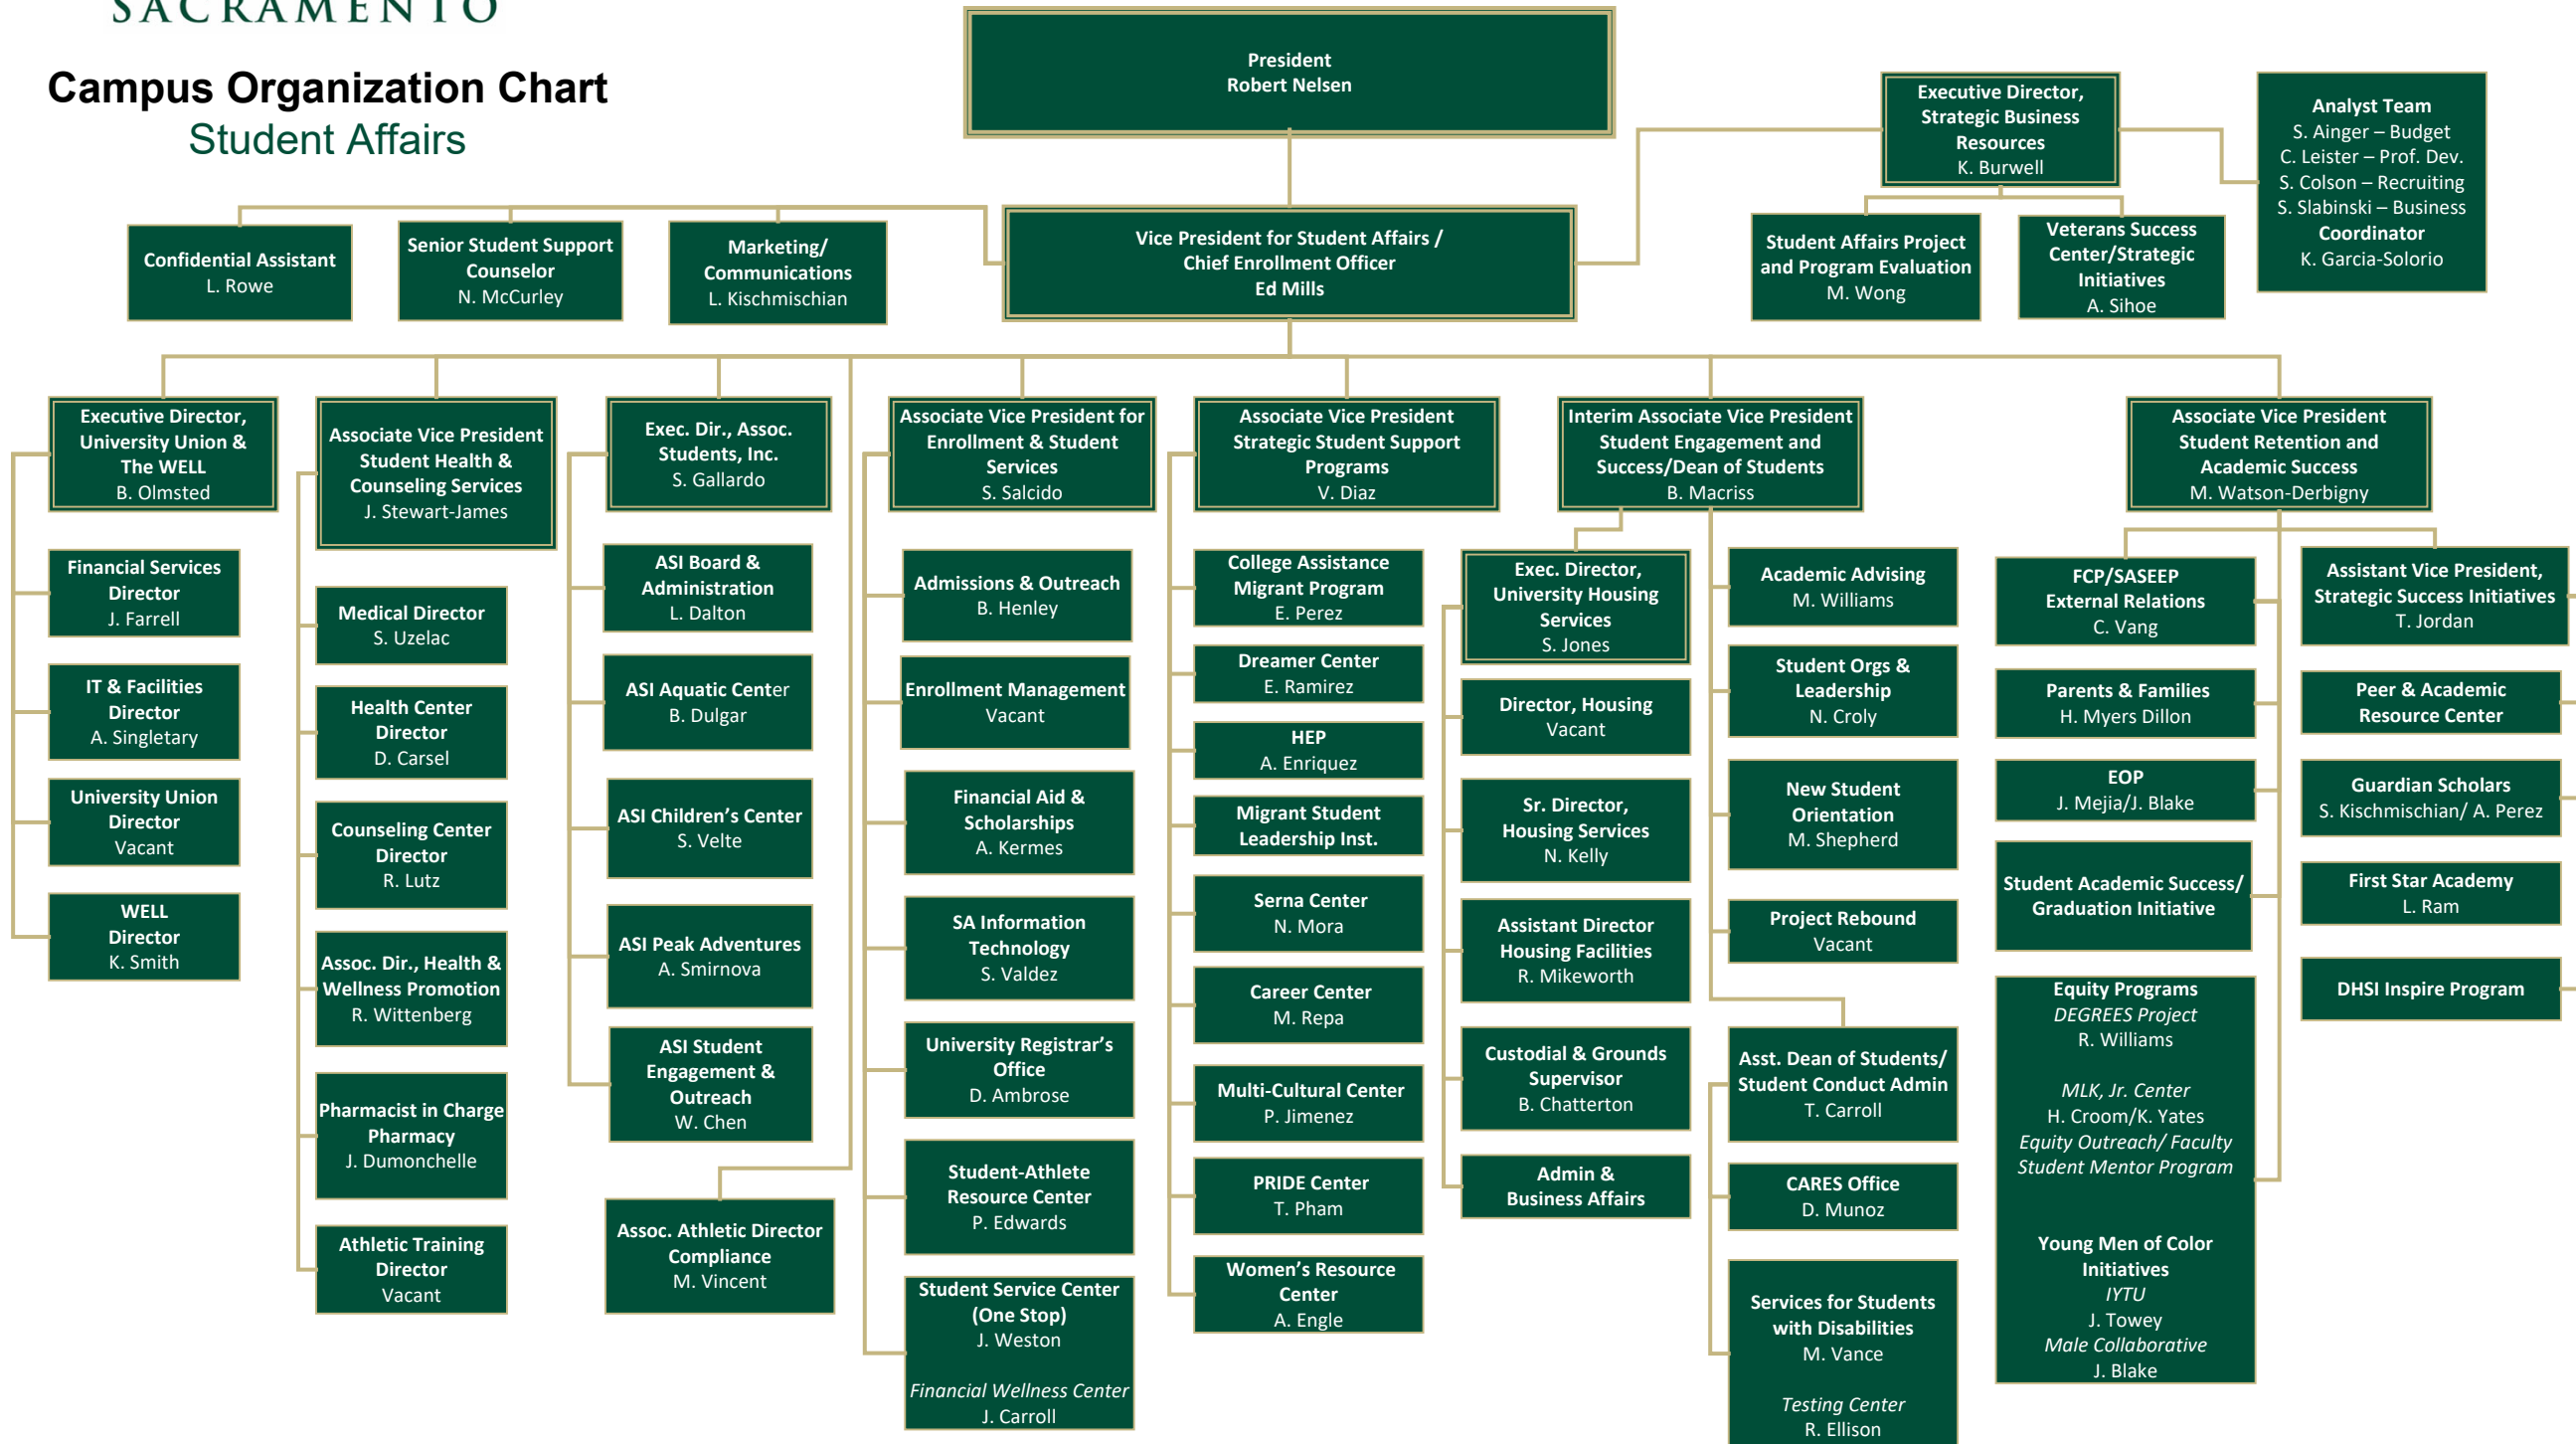 SACRAMENTO
Campus Organization Chart
Student Affairs
President
Robert Nelsen
Executive Director,
Strategic Business
Resources
K. Burwell
Analyst Team
S. Ainger – Budget
C. Leister – Prof. Dev.
S. Colson – Recruiting
S. Slabinski – Business
Coordinator
K. Garcia-Solorio
Confidential Assistant
L. Rowe
Senior Student Support
Counselor
N. McCurley
Marketing/
Communications
L. Kischmischian
Vice President for Student Affairs /
Chief Enrollment Officer
Ed Mills
Student Affairs Project
and Program Evaluation
M. Wong
Veterans Success
Center/Strategic
Initiatives
A. Sihoe
Executive Director,
University Union &
The WELL
B. Olmsted
Financial Services
Director
J. Farrell
IT & Facilities
Director
A. Singletary
University Union
Director
Vacant
WELL
Director
K. Smith
Associate Vice President
Student Health &
Counseling Services
J. Stewart-James
Medical Director
S. Uzelac
Health Center
Director
D. Carsel
Counseling Center
Director
R. Lutz
Assoc. Dir., Health &
Wellness Promotion
R. Wittenberg
Pharmacist in Charge
Pharmacy
J. Dumonchelle
Athletic Training
Director
Vacant
Exec. Dir., Assoc.
Students, Inc.
S. Gallardo
ASI Board &
Administration
L. Dalton
ASI Aquatic Center
B. Dulgar
ASI Children’s Center
S. Velte
ASI Peak Adventures
A. Smirnova
ASI Student
Engagement &
Outreach
W. Chen
Assoc. Athletic Director
Compliance
M. Vincent
Associate Vice President for
Enrollment & Student
Services
S. Salcido
Admissions & Outreach
B. Henley
Enrollment Management
Vacant
Financial Aid &
Scholarships
A. Kermes
SA Information
Technology
S. Valdez
University Registrar’s
Office
D. Ambrose
Student-Athlete
Resource Center
P. Edwards
Student Service Center
(One Stop)
J. Weston
Financial Wellness Center
J. Carroll
Associate Vice President
Strategic Student Support
Programs
V. Diaz
College Assistance
Migrant Program
E. Perez
Dreamer Center
E. Ramirez
HEP
A. Enriquez
Migrant Student
Leadership Inst.
Serna Center
N. Mora
Career Center
M. Repa
Multi-Cultural Center
P. Jimenez
PRIDE Center
T. Pham
Women’s Resource
Center
A. Engle
Interim Associate Vice President
Student Engagement and
Success/Dean of Students
B. Macriss
Exec. Director,
University Housing
Services
S. Jones
Director, Housing
Vacant
Sr. Director,
Housing Services
N. Kelly
Assistant Director
Housing Facilities
R. Mikeworth
Custodial & Grounds
Supervisor
B. Chatterton
Admin &
Business Affairs
Academic Advising
M. Williams
Student Orgs &
Leadership
N. Croly
New Student
Orientation
M. Shepherd
Project Rebound
Vacant
Asst. Dean of Students/
Student Conduct Admin
T. Carroll
CARES Office
D. Munoz
Services for Students
with Disabilities
M. Vance
Testing Center
R. Ellison
Associate Vice President
Student Retention and
Academic Success
M. Watson-Derbigny
FCP/SASEEP
External Relations
C. Vang
Parents & Families
H. Myers Dillon
EOP
J. Mejia/J. Blake
Student Academic Success/
Graduation Initiative
Equity Programs
DEGREES Project
R. Williams
MLK, Jr. Center
H. Croom/K. Yates
Equity Outreach/ Faculty
Student Mentor Program
Young Men of Color
Initiatives
IYTU
J. Towey
Male Collaborative
J. Blake
Assistant Vice President,
Strategic Success Initiatives
T. Jordan
Peer & Academic
Resource Center
Guardian Scholars
S. Kischmischian/ A. Perez
First Star Academy
L. Ram
DHSI Inspire Program